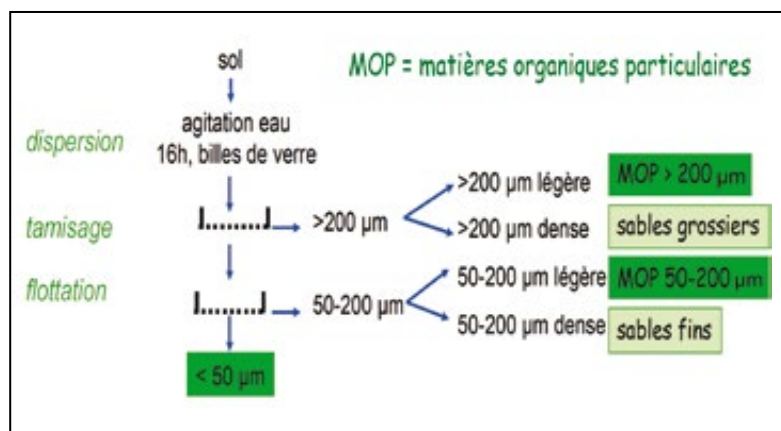 sol
MOP = matières organiques particulaires
dispersion
agitation eau
16h, billes de verre
tamisage
>200 µm
>200 µm légère
MOP > 200 µm
>200 µm dense
sables grossiers
flottation
50-200 µm
50-200 µm légère
MOP 50-200 µm
50-200 µm dense
sables fins
< 50 µm